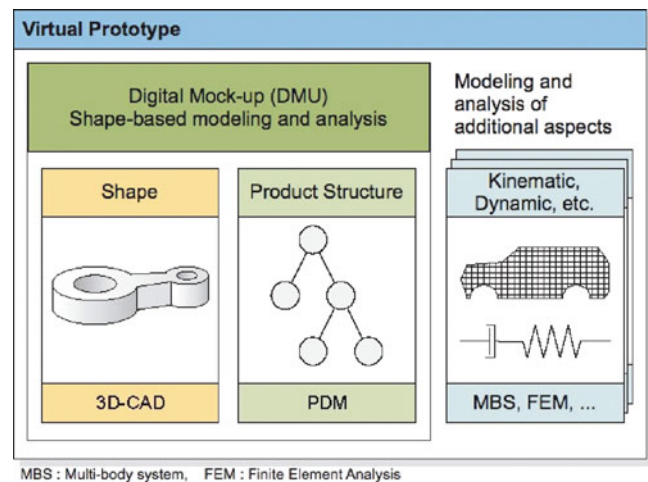 Virtual Prototype
Digital Mock-up (DMU)
Shape-based modeling and analysis
Modeling and
analysis of
additional aspects
Shape
Product Structure
Kinematic,
Dynamic, etc.
3D-CAD
PDM
MBS, FEM, ...
MBS : Multi-body system, FEM : Finite Element Analysis